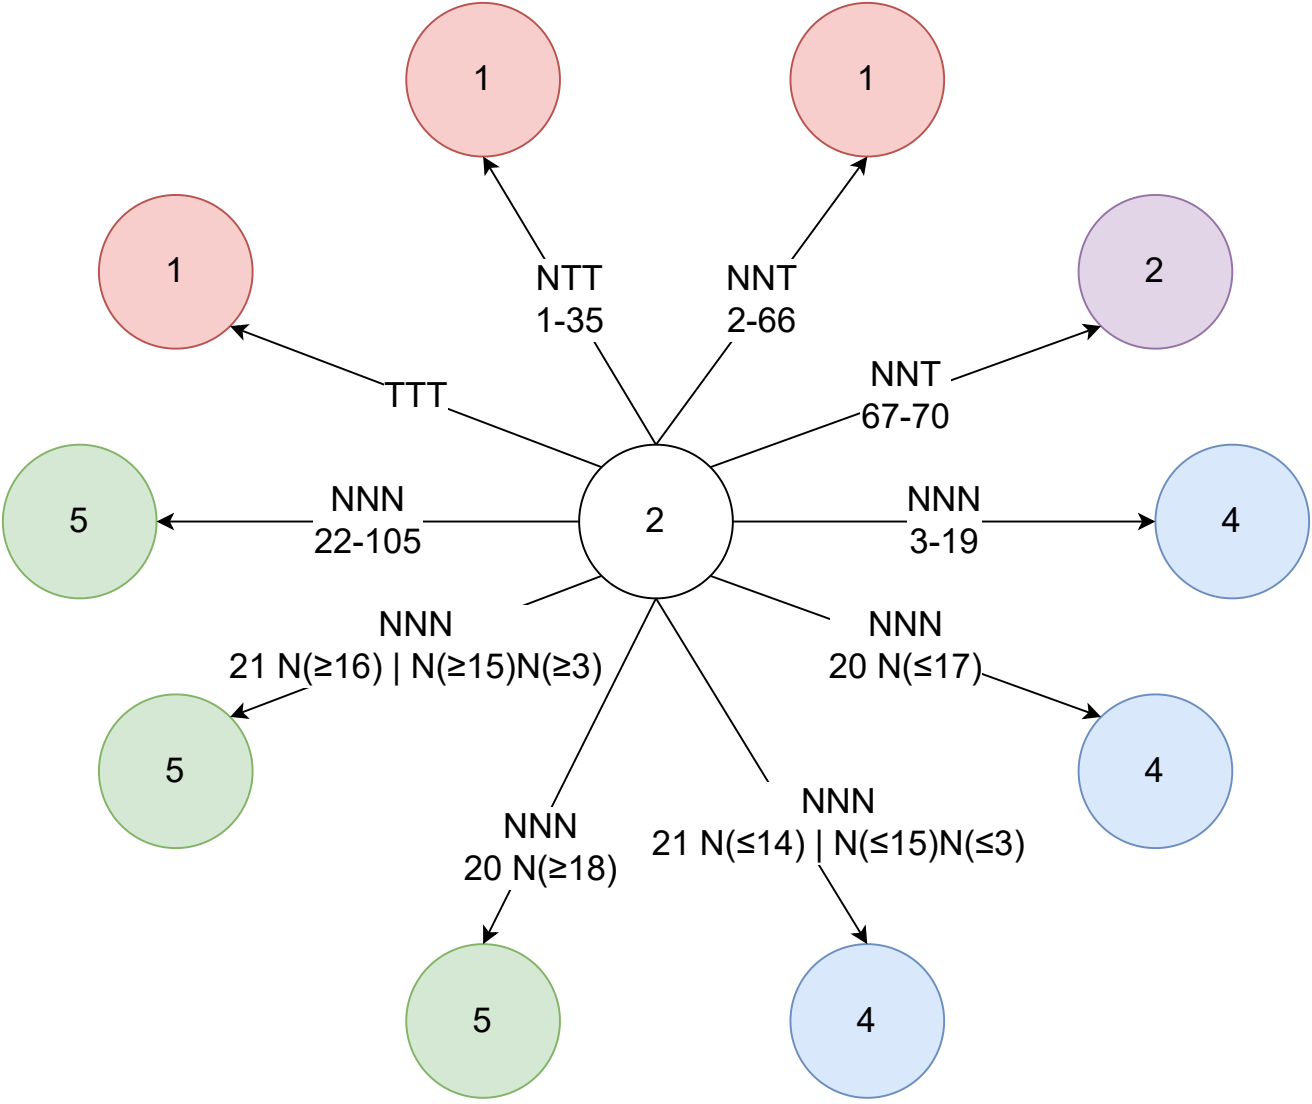 1
1
1
NTT
1-35
NNT
2-66
2
NNT
67-70
TTT
5
NNN
22-105
2
NNN
3-19
4
NNN
21 N(≥16) | N(≥15)N(≥3)
NNN
20 N(≤17)
5
4
NNN
20 N(≥18)
NNN
21 N(≤14) | N(≤15)N(≤3)
5
4